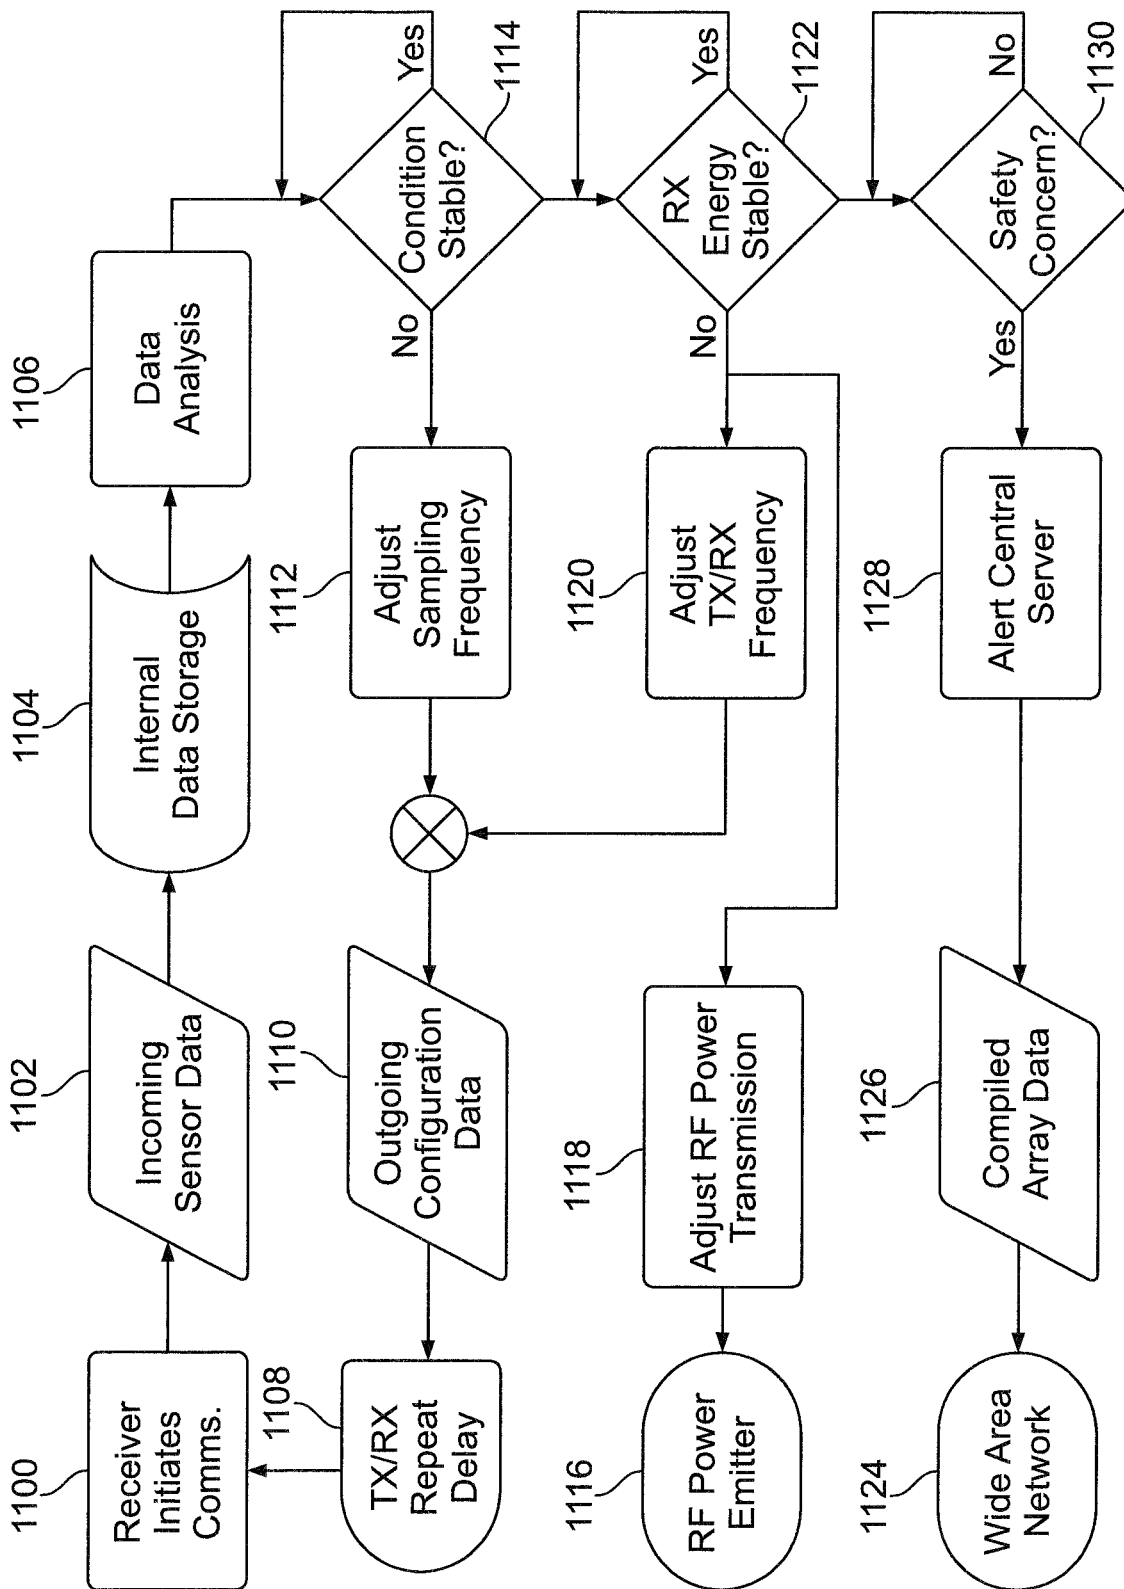 1100
Receiver
Initiates
Comms.
1102
Incoming
Sensor Data
1104
Internal
Data Storage
1106
Data
Analysis
1108
TX/RX
Repeat
Delay
1110
Outgoing
Configuration
Data
1112
Adjust
Sampling
Frequency
No
Condition
Stable?
Yes
1114
1116
RF Power
Emitter
1118
Adjust RF Power
Transmission
1120
Adjust
TX/RX
Frequency
No
RX
Energy
Stable?
Yes
1122
1124
Wide Area
Network
1126
Compiled
Array Data
1128
Alert Central
Server
Yes
Safety
Concern?
No
1130